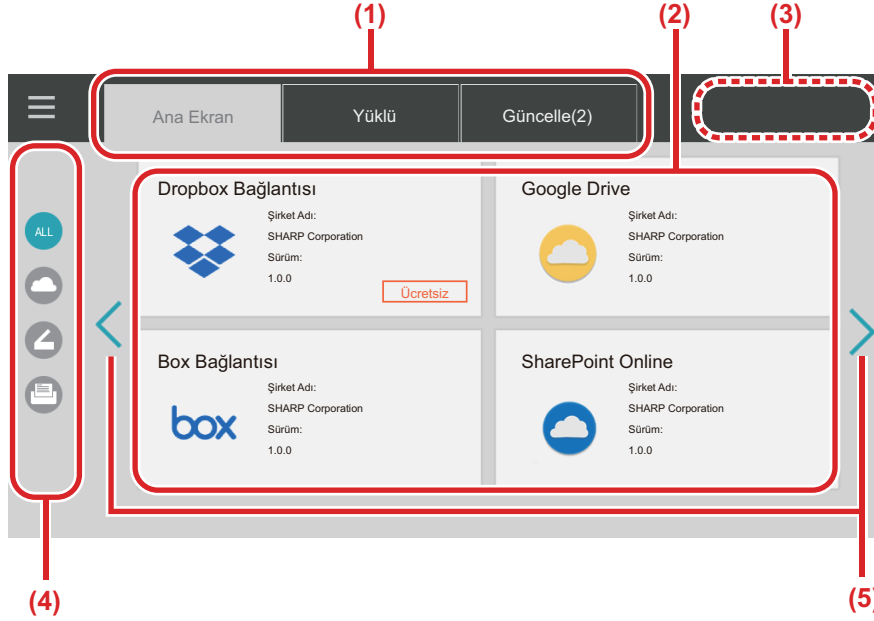 (1)
(2)
(3)
Ana Ekran
Yüklü
Güncelle(2)
ALL
Dropbox Bağlantısı
Şirket Adı:
SHARP Corporation
Sürüm:
1.0.0
Ücretsiz
Google Drive
Şirket Adı:
SHARP Corporation
Sürüm:
1.0.0
Box Bağlantısı
box
Şirket Adı:
SHARP Corporation
Sürüm:
1.0.0
SharePoint Online
Şirket Adı:
SHARP Corporation
Sürüm:
1.0.0
(4)
(5)